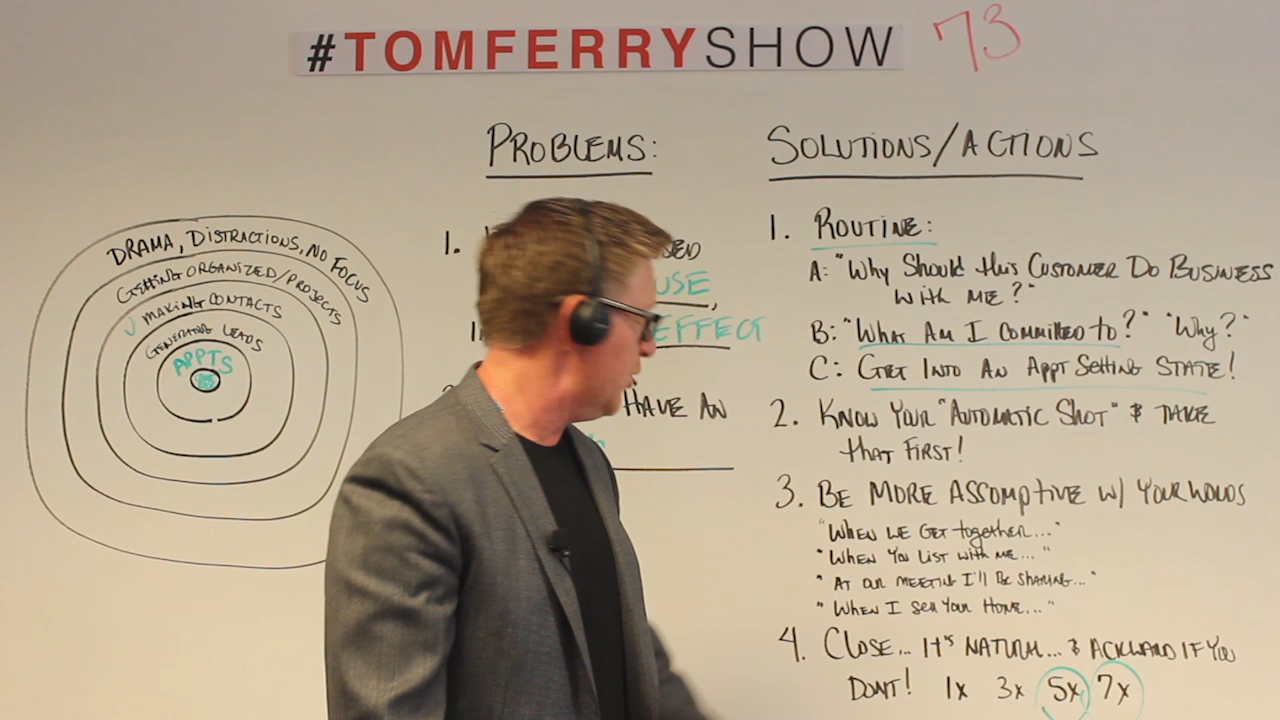 #TOMFERRYSHOW
73
DRAMA, DISTRACTIONS, NO FOCUS
GETTING ORGANIZED/PROJECTS
✓ MAKING CONTACTS
GENERATING LEADS
APPTS
PROBLEMS:
1.
USE,
EFFECT
HAVE AN
SOLUTIONS/ACTIONS
1. ROUTINE:
A: "WHY SHOULD THIS CUSTOMER DO BUSINESS
WITH ME?"
B: "WHAT AM I COMMITTED TO?" "WHY?"
C: GET INTO AN APPT SETTING STATE!
2. KNOW YOUR "AUTOMATIC SHOT" & TAKE
THAT FIRST!
3. BE MORE ASSOMPTIVE W/ YOUR WORDS
"WHEN WE GET TOGETHER..."
"WHEN YOU LIST WITH ME..."
"AT OUR MEETING I'LL BE SHARING..."
"WHEN I SELL YOUR HOME..."
4. CLOSE... IT'S NATURAL... & ACKWARD IF YOU
DONT! 1x 3x 5x 7x